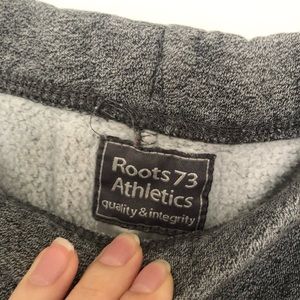 Roots 73
Athletics
quality & integrity